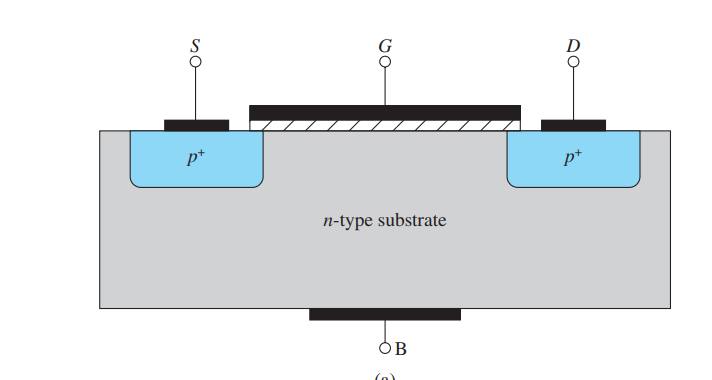 S G D
p+ p+
n-type substrate
B
(a)